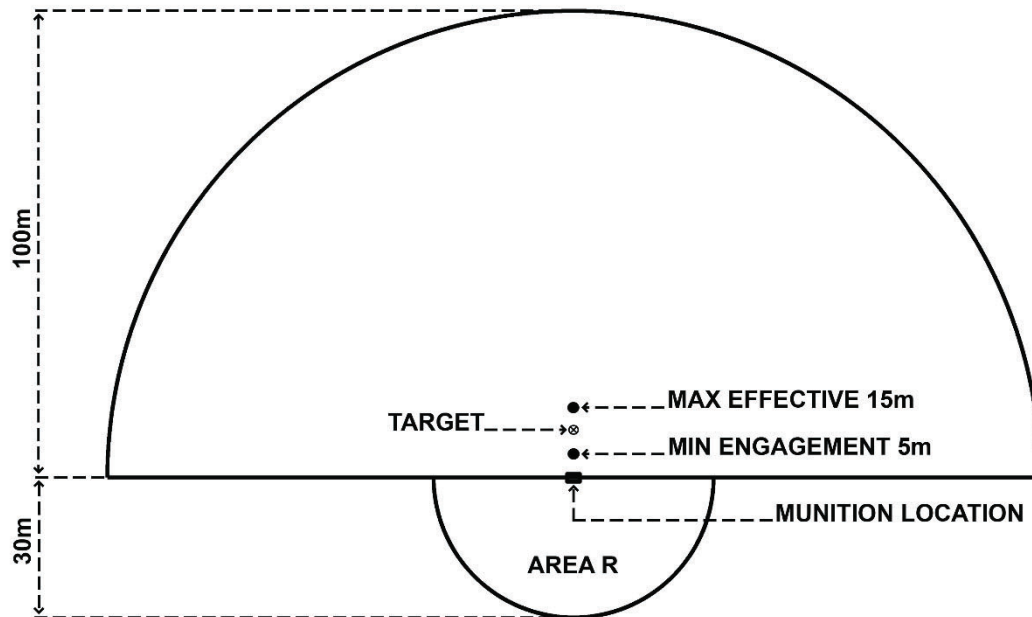 100m
MAX EFFECTIVE 15m
TARGET
MIN ENGAGEMENT 5m
MUNITION LOCATION
30m
AREA R